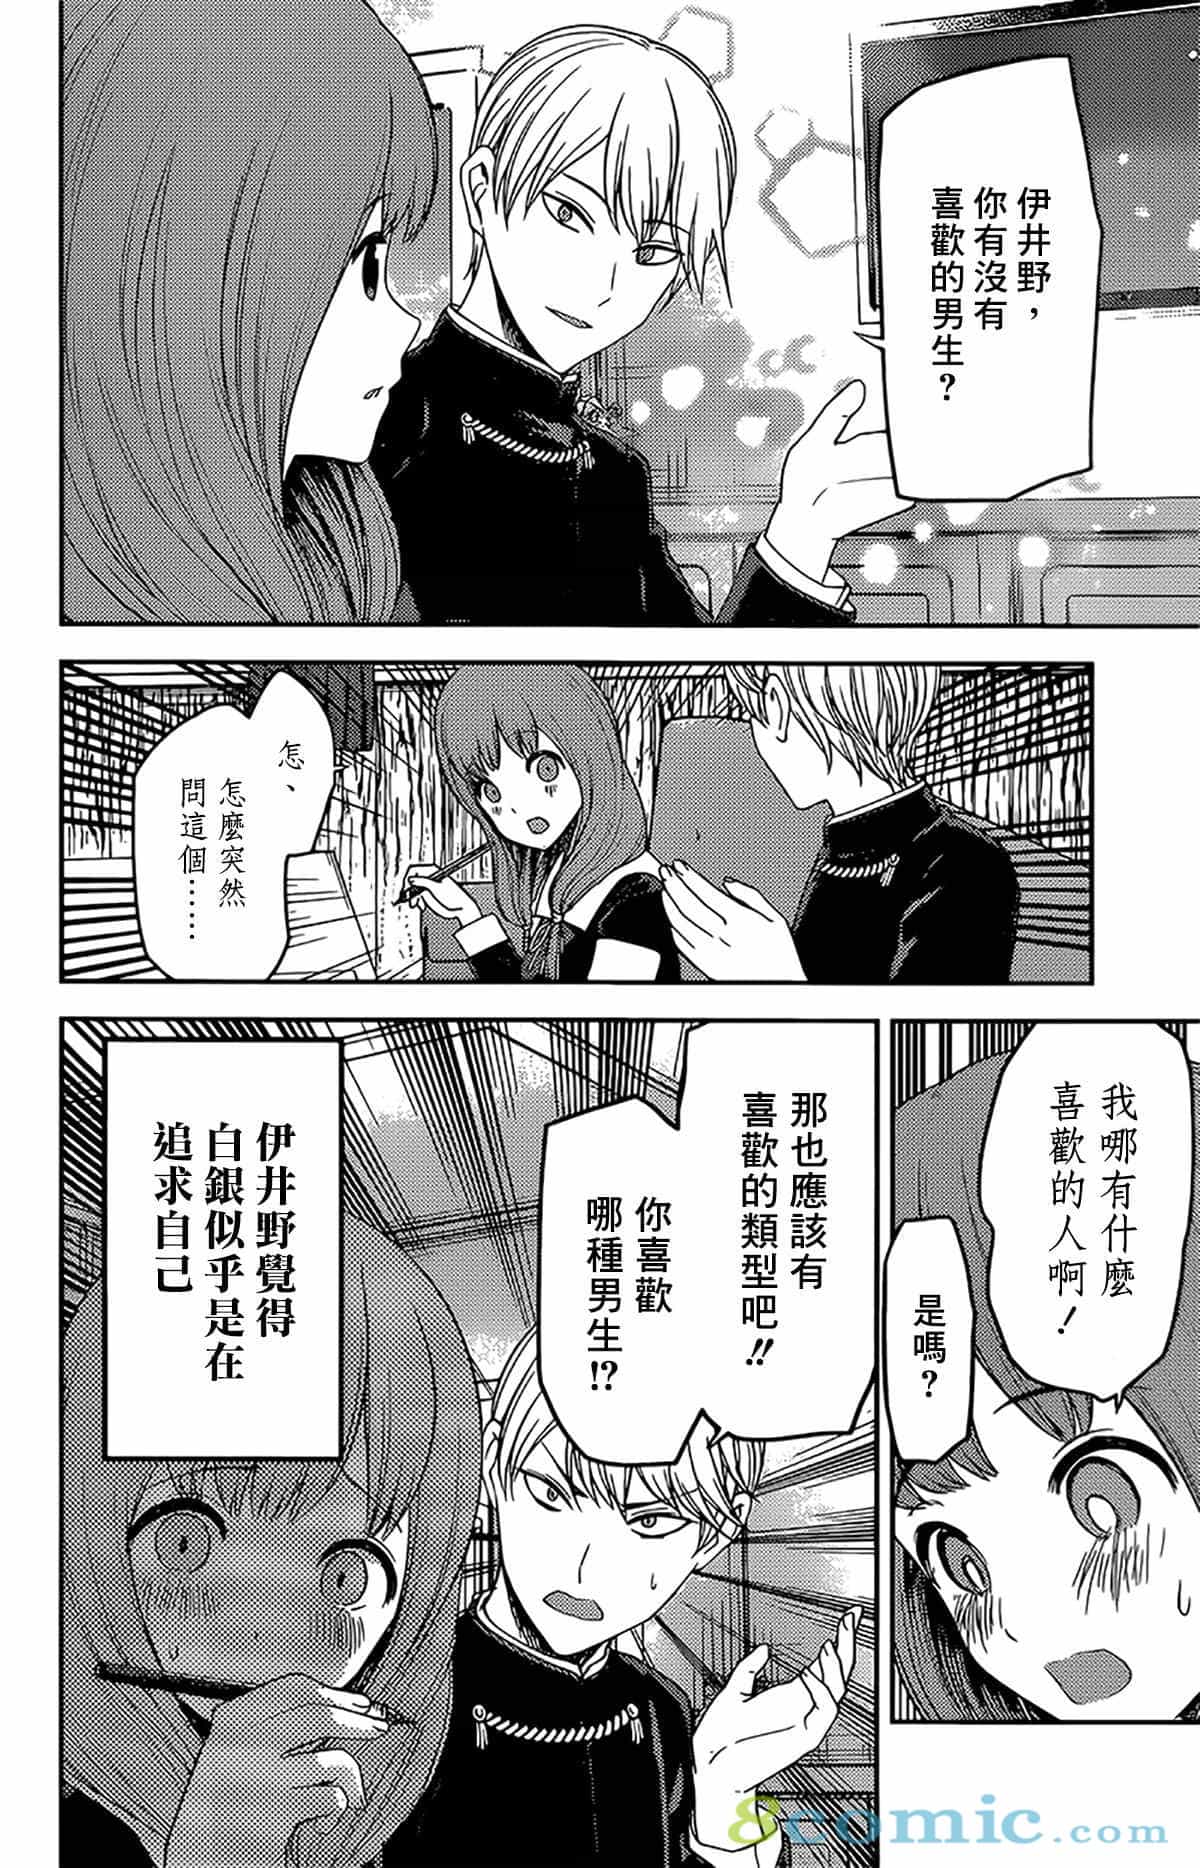 伊井野，
你有沒有
喜歡的男生？
怎、
怎麼突然
問這個……
我哪有什麼
喜歡的人啊！
是嗎？
那也應該有
喜歡的類型吧!!
你喜歡
哪種男生!?
伊井野覺得
白銀似乎是在
追求自己
8comic.com